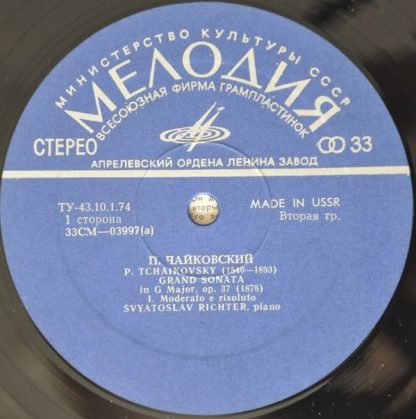 МИНИСТЕРСТВО КУЛЬТУРЫ СССР
МЕЛОДИЯ
ВСЕСОЮЗНАЯ ФИРМА ГРАМПЛАСТИНОК
СТЕРЕО
33
АПРЕЛЕВСКИЙ ОРДЕНА ЛЕНИНА ЗАВОД
ТУ-43.10.1.74
MADE IN USSR
1 сторона
Вторая гр.
33СМ—03997(а)
П. ЧАЙКОВСКИЙ
P. TCHAIKOVSKY (1840—1893)
GRAND SONATA
in G Major, op. 37 (1878)
I. Moderato e risoluto
SVYATOSLAV RICHTER, piano